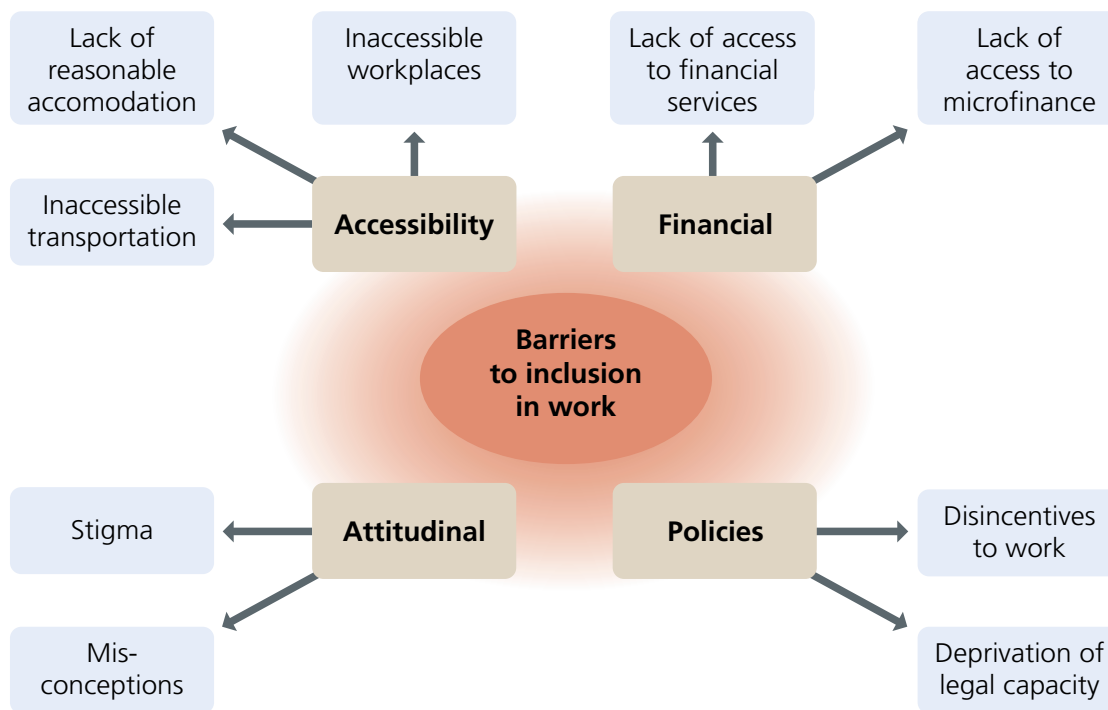 Lack of
reasonable
accomodation
Inaccessible
workplaces
Lack of access
to financial
services
Lack of
access to
microfinance
Inaccessible
transportation
Accessibility
Financial
Barriers
to inclusion
in work
Stigma
Attitudinal
Policies
Disincentives
to work
Mis-
conceptions
Deprivation of
legal capacity